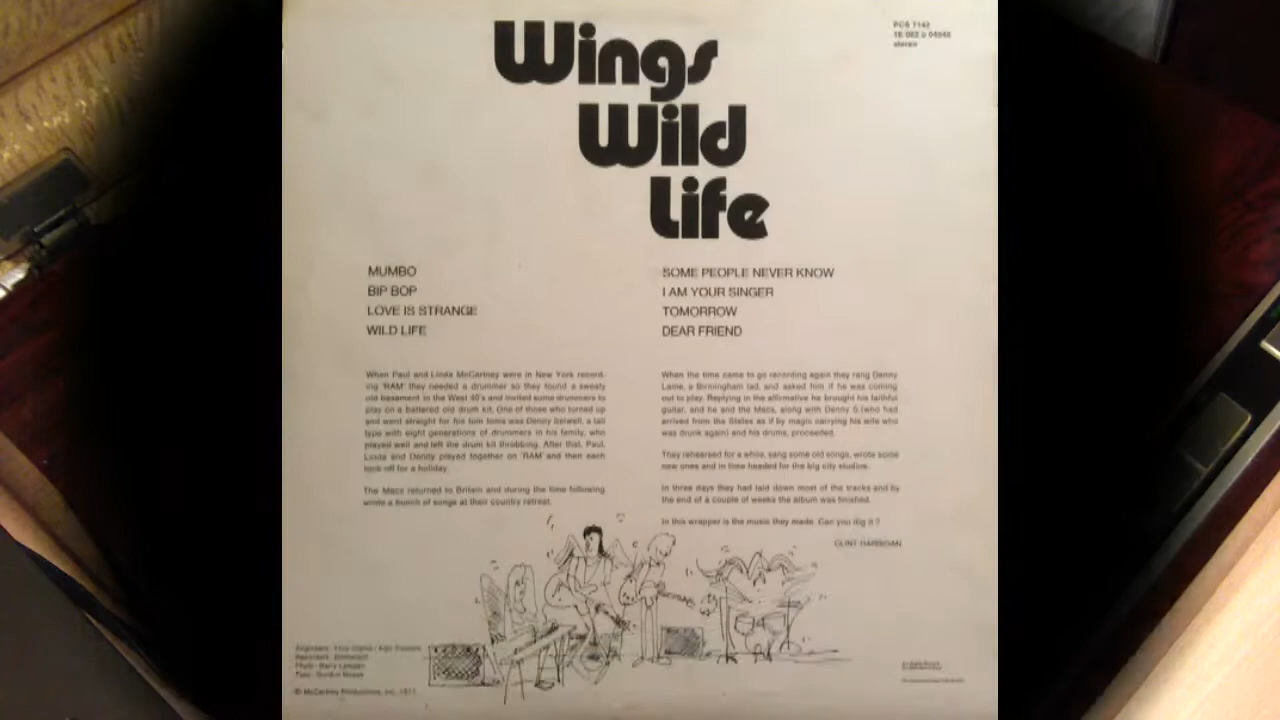 Wings
Wild
Life
PCS 7142
stereo
MUMBO
BIP BOP
LOVE IS STRANGE
WILD LIFE
SOME PEOPLE NEVER KNOW
I AM YOUR SINGER
TOMORROW
DEAR FRIEND
When Paul and Linda McCartney were in New York record-
ing 'RAM' they needed a drummer so they found a sweaty
old basement in the West 40's and invited some drummers to
play on a battered old drum kit. One of those who turned up
and went straight for his tom toms was Denny Seiwell, a tall
type with eight generations of drummers in his family, who
played well and left the drum kit throbbing. After that, Paul,
Linda and Denny played together on 'RAM' and then each
took off for a holiday.
The Macs returned to Britain and during the time following
wrote a bunch of songs at their country retreat.
When the time came to go recording again they rang Denny
Laine, a Birmingham lad, and asked him if he was coming
out to play. Replying in the affirmative he brought his faithful
guitar, and he and the Macs, along with Denny S (who had
arrived from the States as if by magic carrying his wife who
was drunk again) and his drums, proceeded.
They rehearsed for a while, sang some old songs, wrote some
new ones and in time headed for the big city studios.
In three days they had laid down most of the tracks and by
the end of a couple of weeks the album was finished.
In this wrapper is the music they made. Can you dig it?
CLINT HARRIGAN
Engineers: Tony Clark / Alan Parsons
© McCartney Productions, Inc. 1971